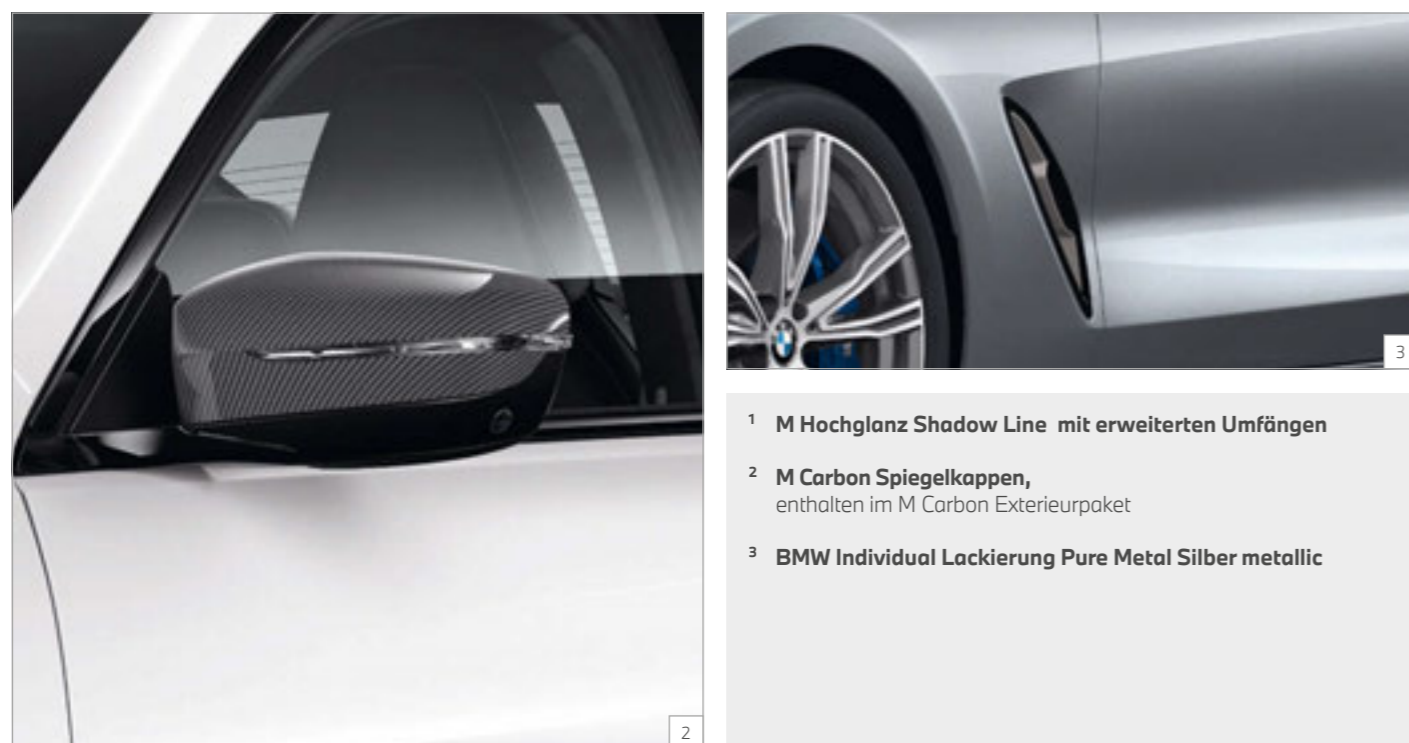 2
3
¹ M Hochglanz Shadow Line mit erweiterten Umfängen
² M Carbon Spiegelkappen,
enthalten im M Carbon Exterieurpaket
³ BMW Individual Lackierung Pure Metal Silber metallic